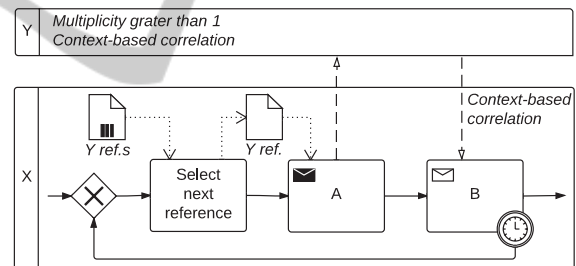 Y
Multiplicity grater than 1
Context-based correlation
Context-based
correlation
X
Y ref.s
Y ref.
Select
next
reference
A
B